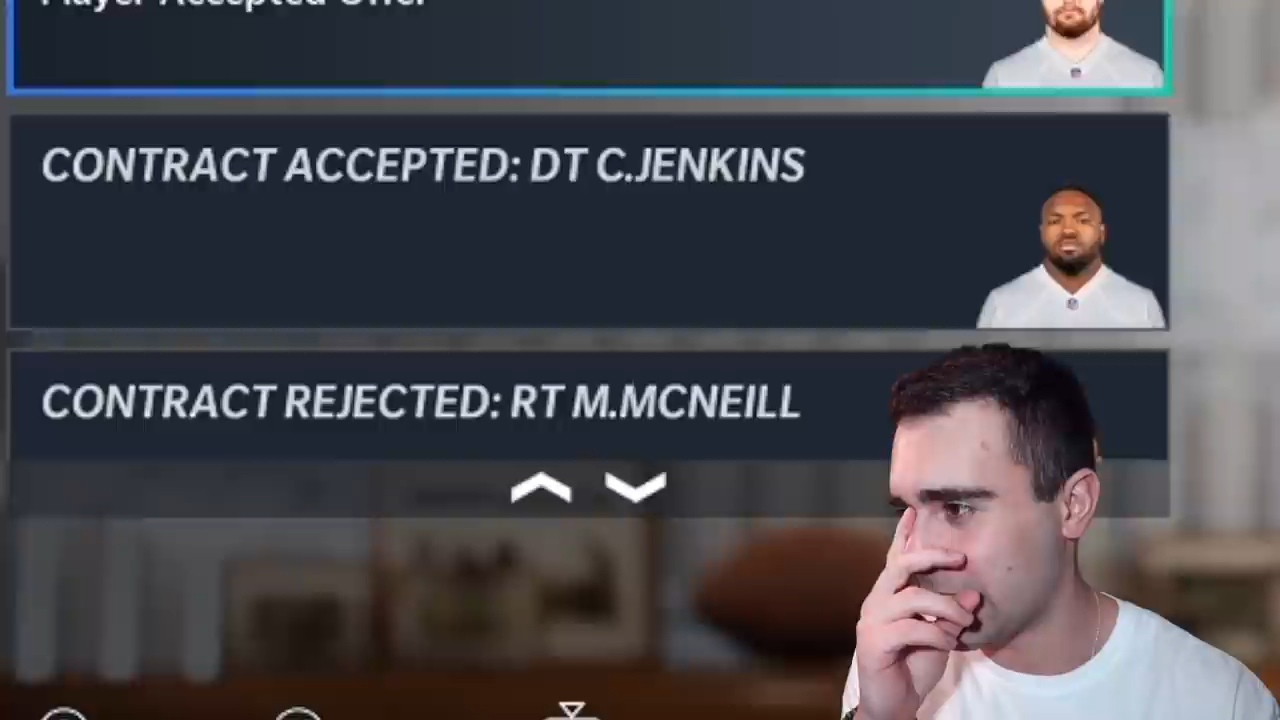 Player Accepted Offer
CONTRACT ACCEPTED: DT C.JENKINS
CONTRACT REJECTED: RT M.MCNEILL